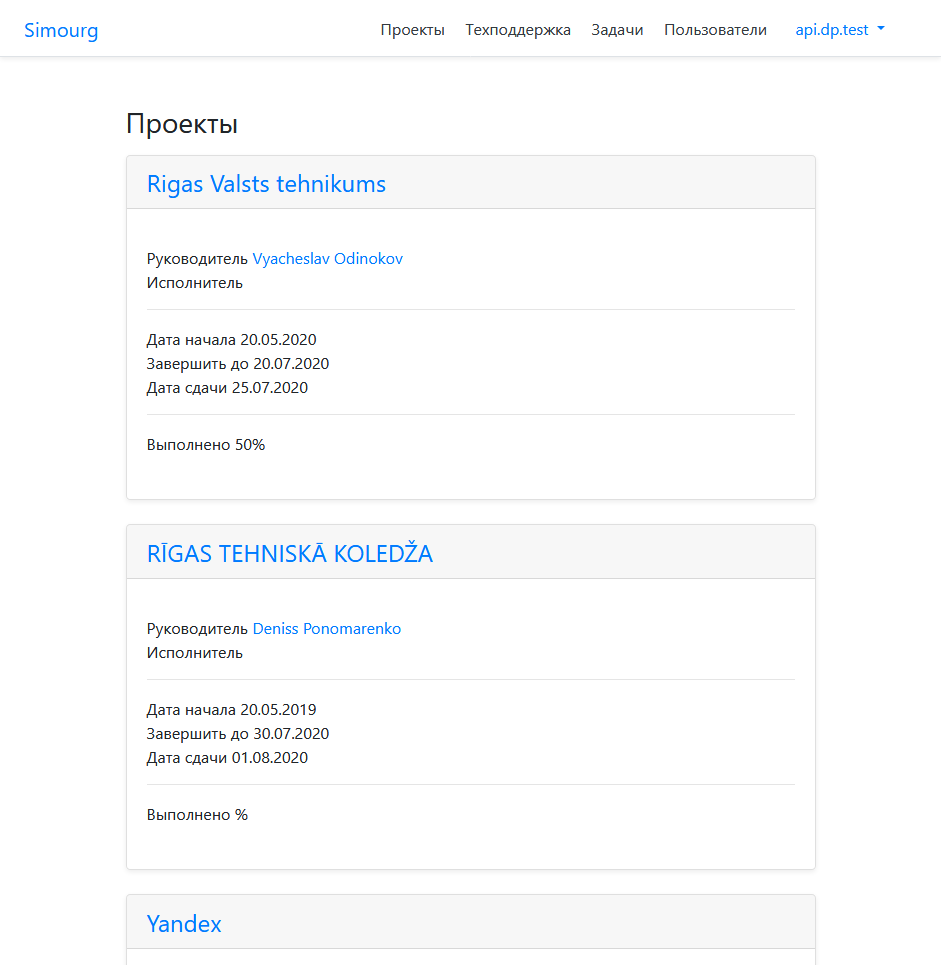 Simourg
Проекты Техподдержка Задачи Пользователи api.dp.test
Проекты
Rigas Valsts tehnikums
Руководитель Vyacheslav Odinokov
Исполнитель
Дата начала 20.05.2020
Завершить до 20.07.2020
Дата сдачи 25.07.2020
Выполнено 50%
RĪGAS TEHNISKĀ KOLEDŽA
Руководитель Deniss Ponomarenko
Исполнитель
Дата начала 20.05.2019
Завершить до 30.07.2020
Дата сдачи 01.08.2020
Выполнено %
Yandex